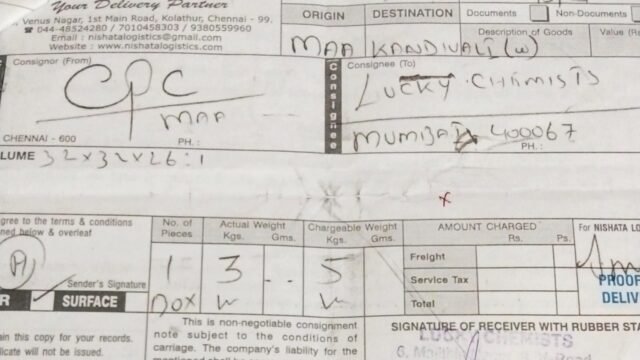 Your Delivery Partner
Venus Nagar, 1st Main Road, Kolathur, Chennai - 99.
☎ 044-48524280 / 7010458303 / 9380559960
Email : nishatalogistics@gmail.com
Website : www.nishatalogistics.com
ORIGIN DESTINATION Documents Non-Documents
MAA KANDIVALI (W)
Description of Goods Value (R
Consignor (From)
CPC
MAA
CHENNAI - 600 PH. :
Consignee
Consignee (To)
LUCKY CHEMISTS
MUMBAI 400067
PH. :
LUME 32x32x26:1
gree to the terms & conditions
ned below & overleaf
Sender's Signature
R SURFACE
No. of Pieces
Actual Weight Kgs. Gms.
Chargeable Weight Kgs. Gms.
1 3 5
DOX
AMOUNT CHARGED Rs. Ps.
Freight
Service Tax
Total
For NISHATA LO
PROOF
DELIV
ain this copy for your records.
licate will not be issued.
This is non-negotiable consignment
note subject to the conditions of
carriage. The company's liability for the
SIGNATURE OF RECEIVER WITH RUBBER STA
LUCKY CHEMISTS